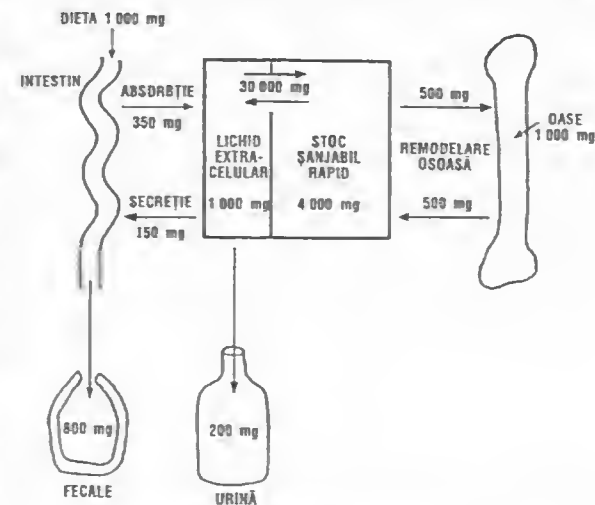 DIETA 1 000 mg
INTESTIN
ABSORBȚIE
350 mg
SECREȚIE
150 mg
30 000 mg
LICHID
EXTRA-
CELULAR
1 000 mg
STOC
ȘANJABIL
RAPID
4 000 mg
500 mg
REMODELARE
OSOASĂ
500 mg
OASE
1 000 mg
800 mg
FECALE
200 mg
URINĂ